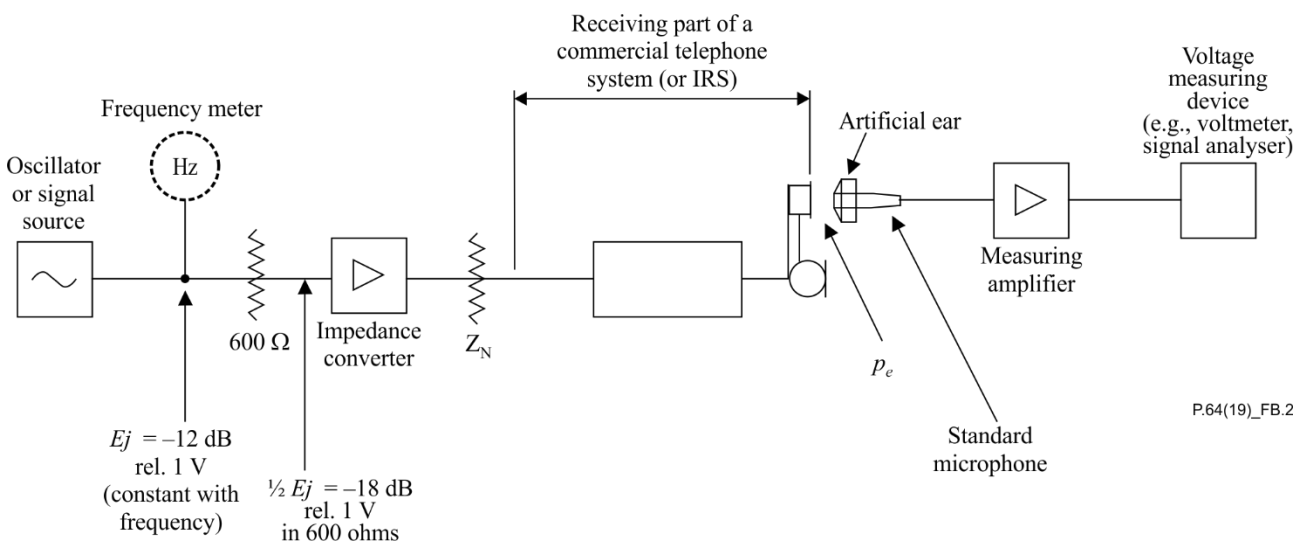 Receiving part of a
commercial telephone
system (or IRS)
Voltage
measuring
device
(e.g., voltmeter,
signal analyser)
Frequency meter
Hz
Artificial ear
Oscillator
or signal
source
600 Ω
Impedance
converter
Z_N
Measuring
amplifier
p_e
Standard
microphone
P.64(19)_FB.2
Ej = –12 dB
rel. 1 V
(constant with
frequency)
½ Ej = –18 dB
rel. 1 V
in 600 ohms